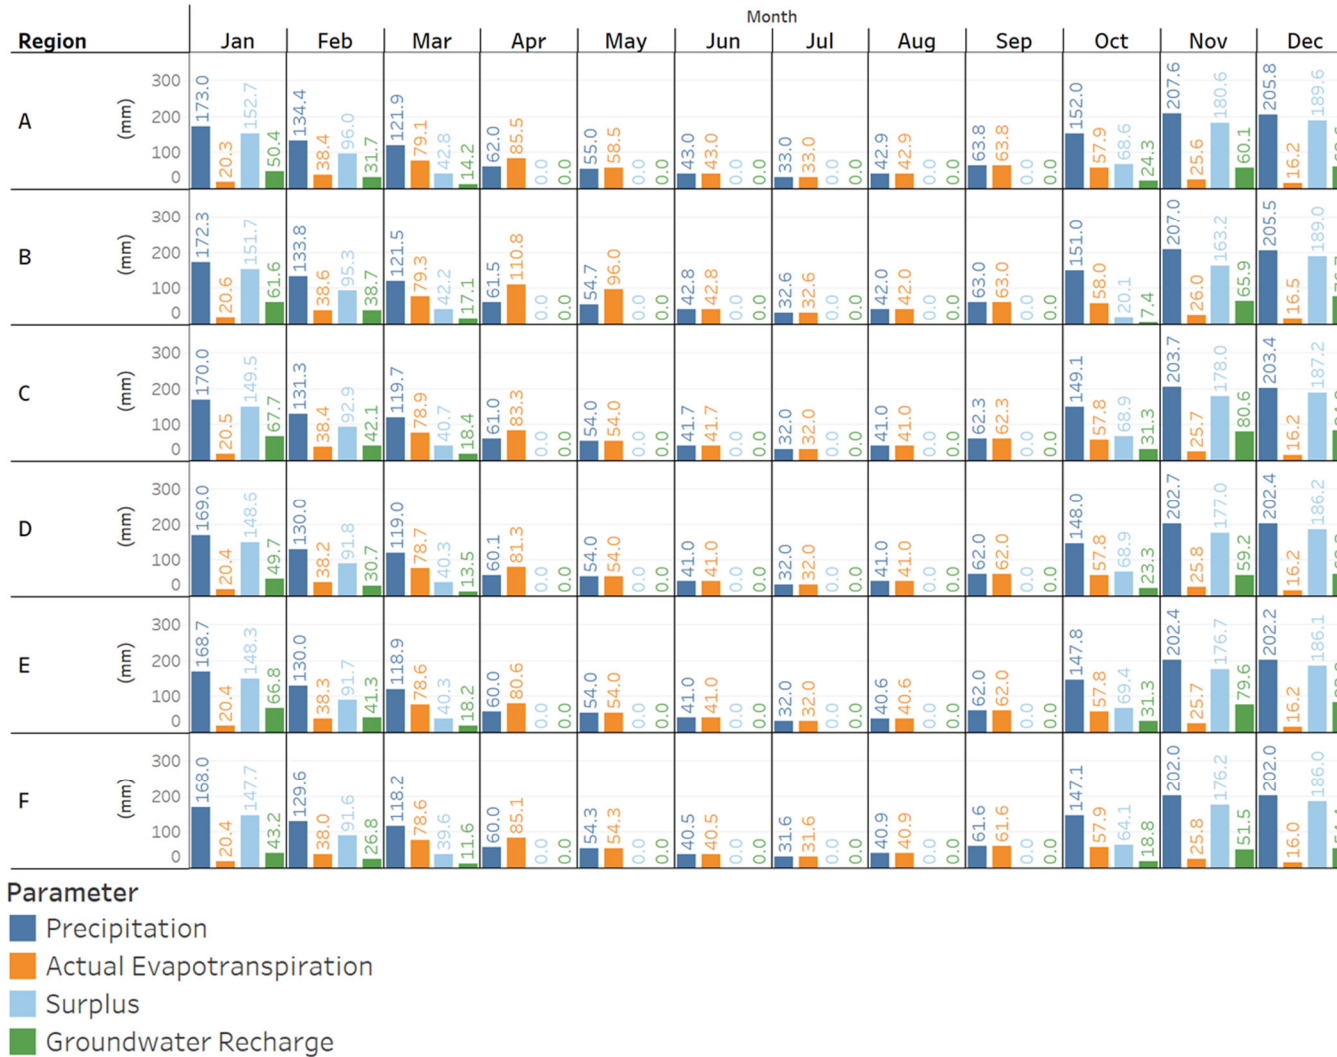 Month
Region Jan Feb Mar Apr May Jun Jul Aug Sep Oct Nov Dec
A
(mm)
300
200
100
0
173.0 20.3 152.7 50.4 134.4 38.4 96.0 31.7 121.9 79.1 42.8 14.2 62.0 85.5 0.0 0.0 55.0 58.5 0.0 0.0 43.0 43.0 0.0 0.0 33.0 33.0 0.0 0.0 42.9 42.9 0.0 0.0 63.8 63.8 0.0 0.0 152.0 57.9 68.6 24.3 207.6 25.6 180.6 60.1 205.8 16.2 189.6
B
(mm)
300
200
100
0
172.3 20.6 151.7 61.6 133.8 38.6 95.3 38.7 121.5 79.3 42.2 17.1 61.5 110.8 0.0 0.0 54.7 96.0 0.0 0.0 42.8 42.8 0.0 0.0 32.6 32.6 0.0 0.0 42.0 42.0 0.0 0.0 63.0 63.0 0.0 0.0 151.0 58.0 20.1 7.4 207.0 26.0 163.2 65.9 205.5 16.5 189.0
C
(mm)
300
200
100
0
170.0 20.5 149.5 67.7 131.3 38.4 92.9 42.1 119.7 78.9 40.7 18.4 61.0 83.3 0.0 0.0 54.0 54.0 0.0 0.0 41.7 41.7 0.0 0.0 32.0 32.0 0.0 0.0 41.0 41.0 0.0 0.0 62.3 62.3 0.0 0.0 149.1 57.8 68.9 31.3 203.7 25.7 178.0 80.6 203.4 16.2 187.2
D
(mm)
300
200
100
0
169.0 20.4 148.6 49.7 130.0 38.2 91.8 30.7 119.0 78.7 40.3 13.5 60.1 81.3 0.0 0.0 54.0 54.0 0.0 0.0 41.0 41.0 0.0 0.0 32.0 32.0 0.0 0.0 41.0 41.0 0.0 0.0 62.0 62.0 0.0 0.0 148.0 57.8 68.9 23.3 202.7 25.8 177.0 59.2 202.4 16.2 186.2
E
(mm)
300
200
100
0
168.7 20.4 148.3 66.8 130.0 38.3 91.7 41.3 118.9 78.6 40.3 18.2 60.0 80.6 0.0 0.0 54.0 54.0 0.0 0.0 41.0 41.0 0.0 0.0 32.0 32.0 0.0 0.0 40.6 40.6 0.0 0.0 62.0 62.0 0.0 0.0 147.8 57.8 69.4 31.3 202.4 25.7 176.7 79.6 202.2 16.2 186.1
F
(mm)
300
200
100
0
168.0 20.4 147.7 43.2 129.6 38.0 91.6 26.8 118.2 78.6 39.6 11.6 60.0 85.1 0.0 0.0 54.3 54.3 0.0 0.0 40.5 40.5 0.0 0.0 31.6 31.6 0.0 0.0 40.9 40.9 0.0 0.0 61.6 61.6 0.0 0.0 147.1 57.9 64.1 18.8 202.0 25.8 176.2 51.5 202.0 16.0 186.0
Parameter
Precipitation
Actual Evapotranspiration
Surplus
Groundwater Recharge